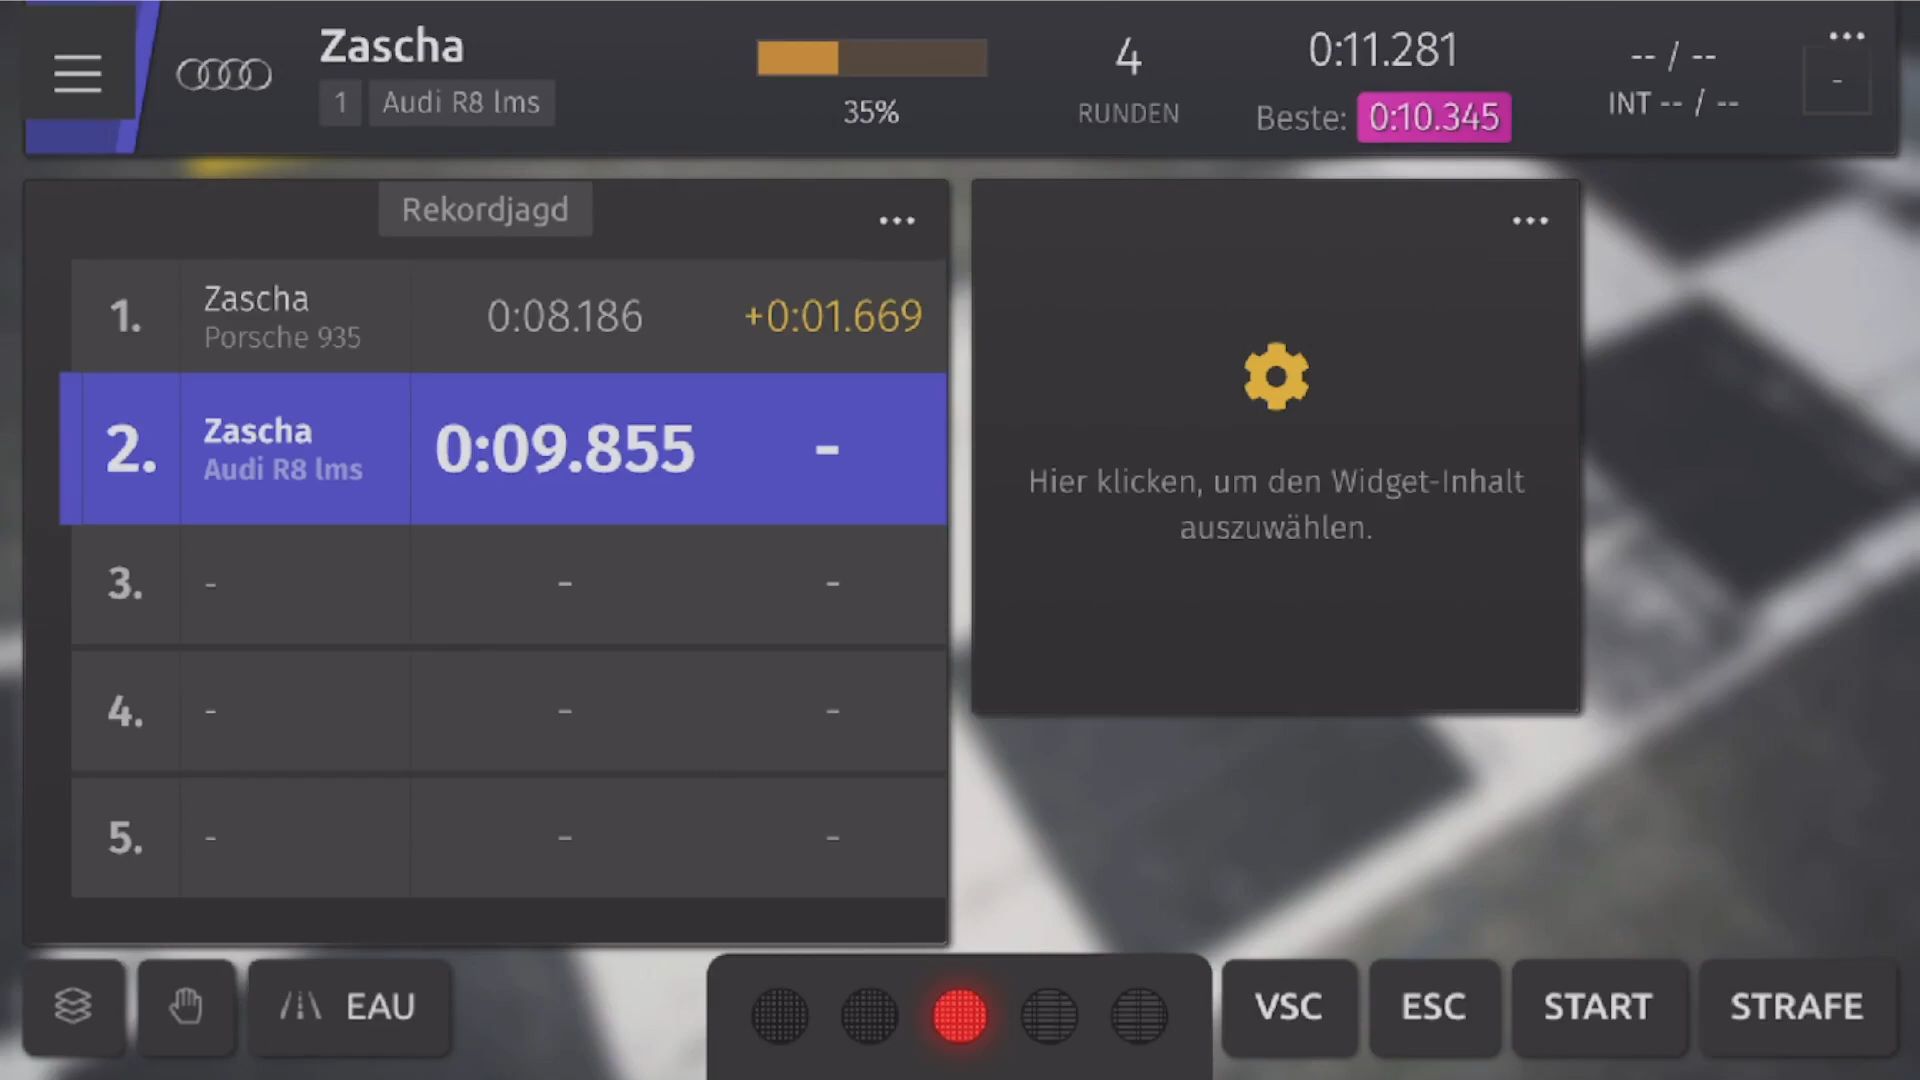 Zascha
1 Audi R8 lms
35%
4
RUNDEN
0:11.281
Beste: 0:10.345
-- / --
INT -- / --
-
Rekordjagd
1. Zascha 0:08.186 +0:01.669
Porsche 935
2. Zascha 0:09.855 -
Audi R8 lms
3. - - -
4. - - -
5. - - -
Hier klicken, um den Widget-Inhalt
auszuwählen.
EAU
VSC
ESC
START
STRAFE